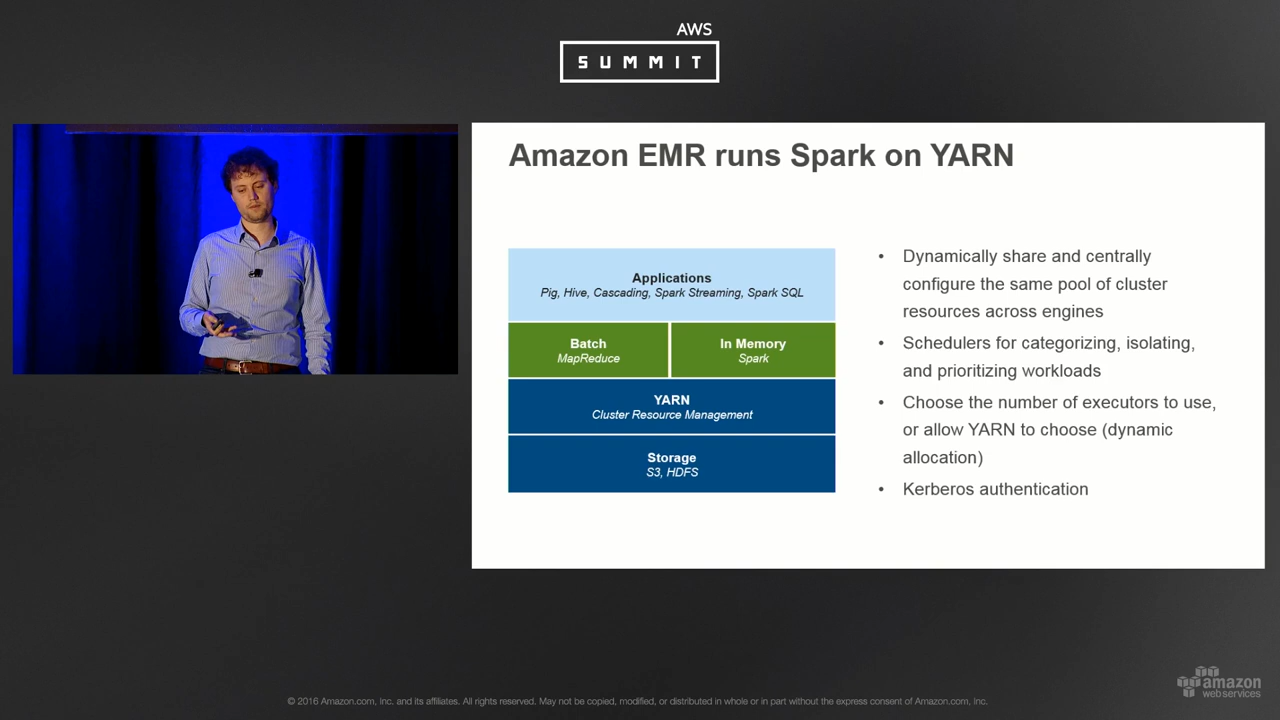 AWS
SUMMIT
Amazon EMR runs Spark on YARN
Applications
Pig, Hive, Cascading, Spark Streaming, Spark SQL
Batch
MapReduce
In Memory
Spark
YARN
Cluster Resource Management
Storage
S3, HDFS
• Dynamically share and centrally
configure the same pool of cluster
resources across engines
• Schedulers for categorizing, isolating,
and prioritizing workloads
• Choose the number of executors to use,
or allow YARN to choose (dynamic
allocation)
• Kerberos authentication
amazon
web services
© 2016 Amazon.com, Inc. and its affiliates. All rights reserved. May not be copied, modified, or distributed in whole or in part without the express consent of Amazon.com, Inc.